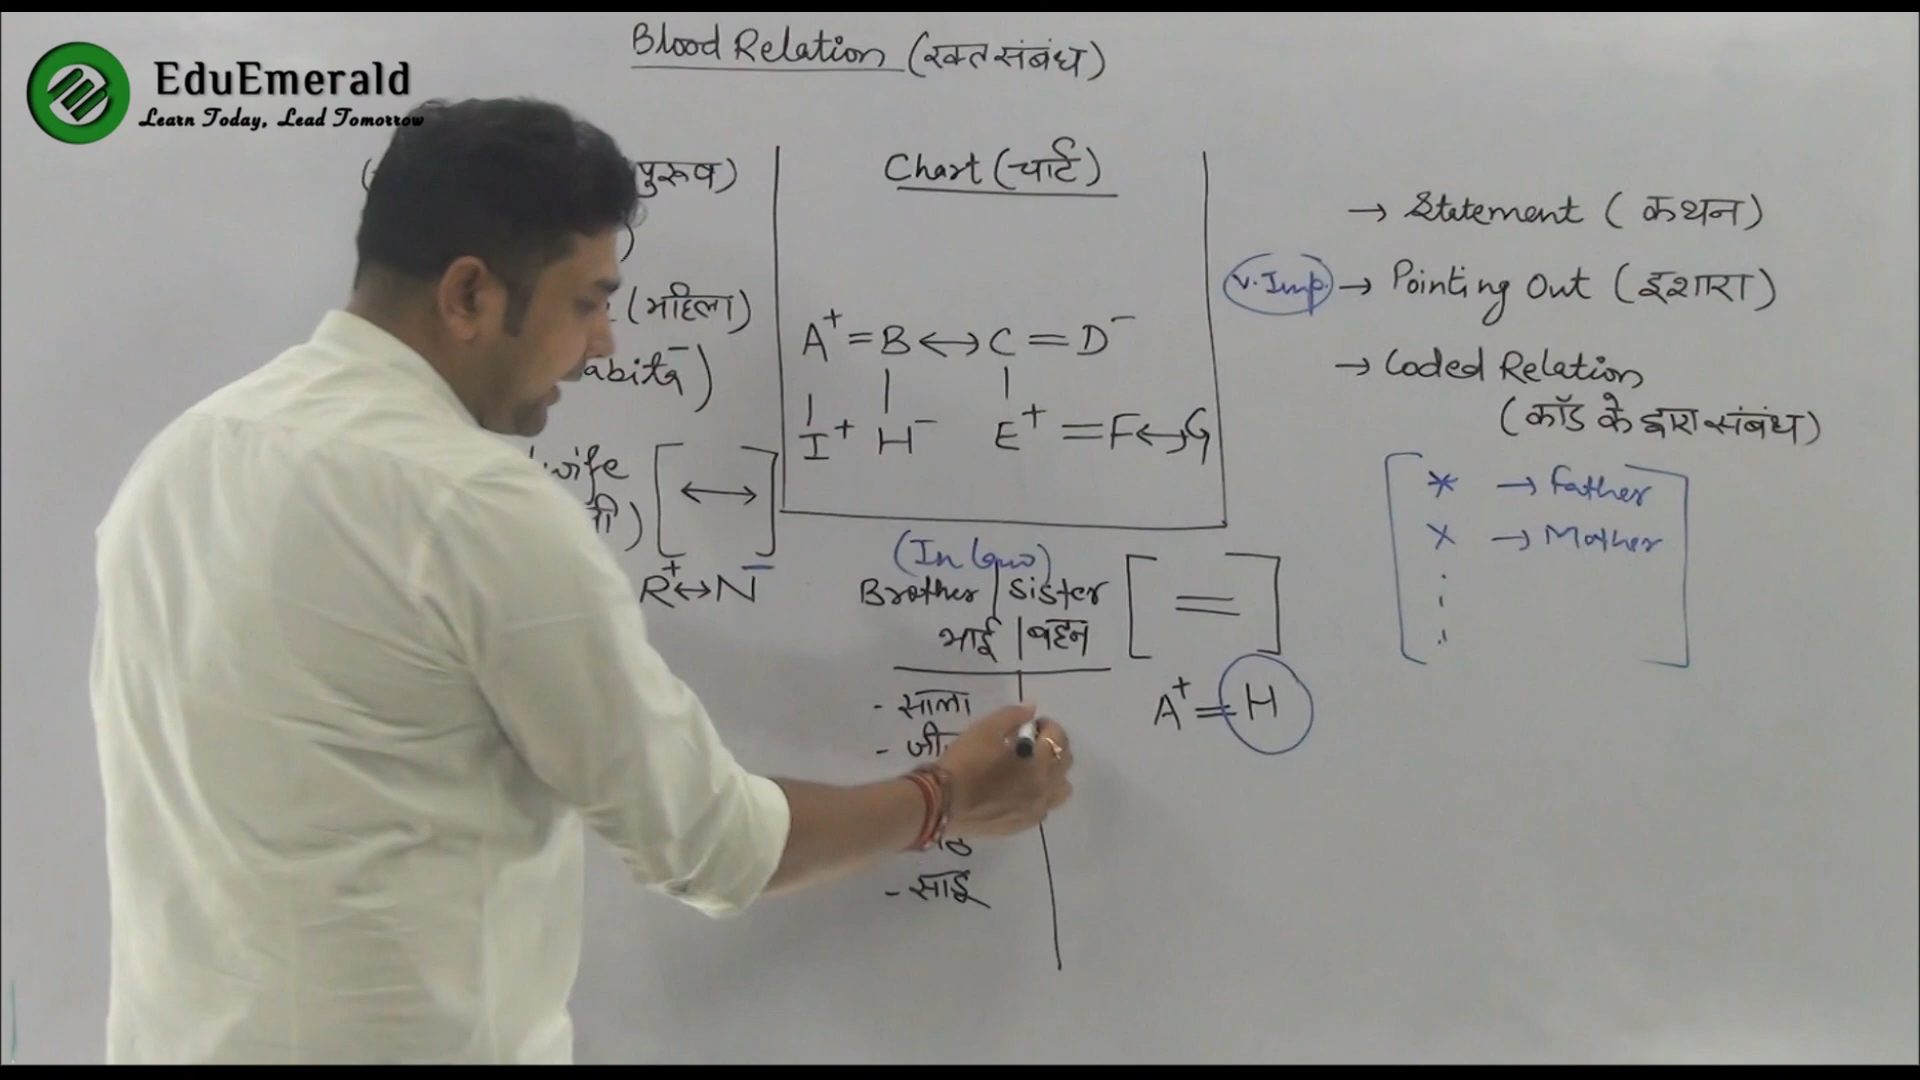 Blood Relation (रक्त संबंध)
EduEmerald
Learn Today, Lead Tomorrow
पुरूष)
)
(महिला)
abita⁻)
wife
[↔]
R⁺↔N⁻
Chart (चार्ट)
A⁺=B↔C=D⁻
I⁺ H⁻ E⁺=F↔G
(In law)
Brother | Sister [=]
भाई | बहन
A⁺=H
- साला
- जी
- साढू
→ Statement (कथन)
V. Imp. → Pointing Out (इशारा)
→ Coded Relation
(कॉड के द्वारा संबंध)
* → Father
× → Mother